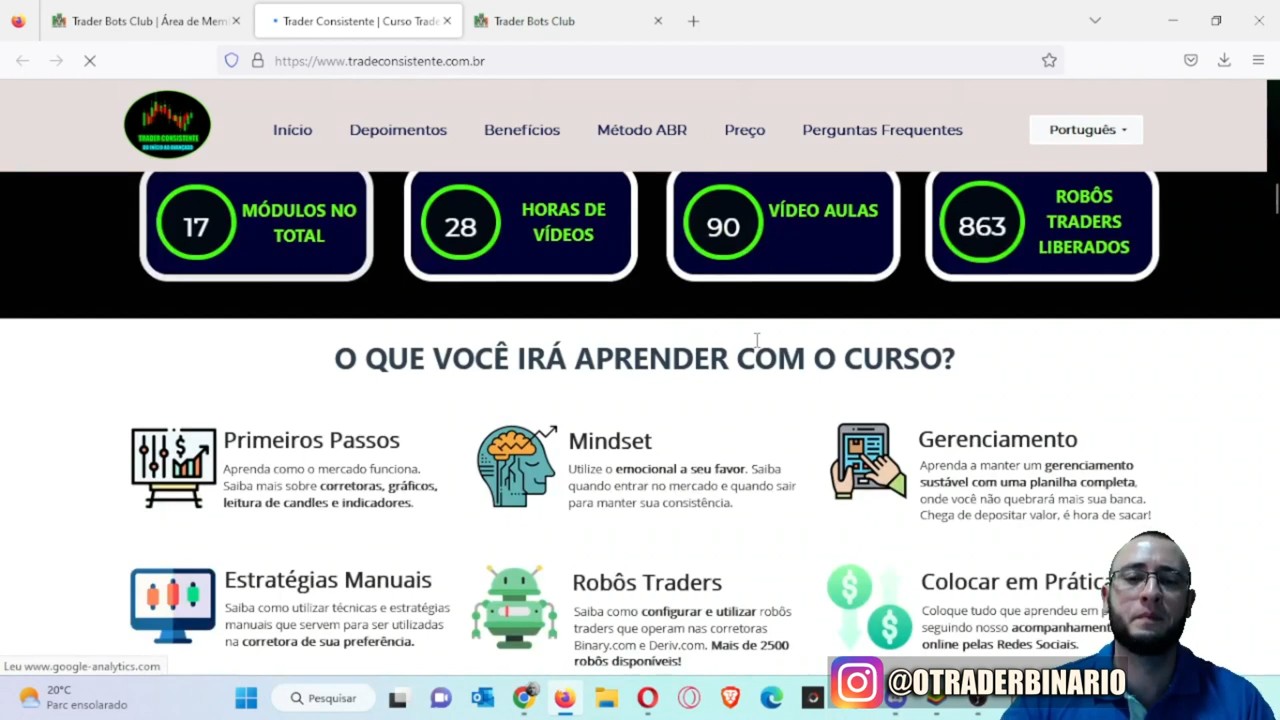 Trader Bots Club | Área de Mem
Trader Consistente | Curso Trade
Trader Bots Club
https://www.tradeconsistente.com.br
TRADER CONSISTENTE
DO INÍCIO AO AVANÇADO
Início
Depoimentos
Benefícios
Método ABR
Preço
Perguntas Frequentes
Português
17
MÓDULOS NO
TOTAL
28
HORAS DE
VÍDEOS
90
VÍDEO AULAS
863
ROBÔS
TRADERS
LIBERADOS
O QUE VOCÊ IRÁ APRENDER COM O CURSO?
Primeiros Passos
Aprenda como o mercado funciona.
Saiba mais sobre corretoras, gráficos,
leitura de candles e indicadores.
Mindset
Utilize o emocional a seu favor. Saiba
quando entrar no mercado e quando sair
para manter sua consistência.
Gerenciamento
Aprenda a manter um gerenciamento
sustável com uma planilha completa,
onde você não quebrará mais sua banca.
Chega de depositar valor, é hora de sacar!
Estratégias Manuais
Saiba como utilizar técnicas e estratégias
manuais que servem para ser utilizadas
na corretora de sua preferência.
Robôs Traders
Saiba como configurar e utilizar robôs
traders que operam nas corretoras
Binary.com e Deriv.com. Mais de 2500
robôs disponíveis!
Colocar em Prátic
Coloque tudo que aprendeu em p
seguindo nosso acompanhament
online pelas Redes Sociais.
Leu www.google-analytics.com
@OTRADERBINARIO
20°C
Parc ensolarado
Pesquisar